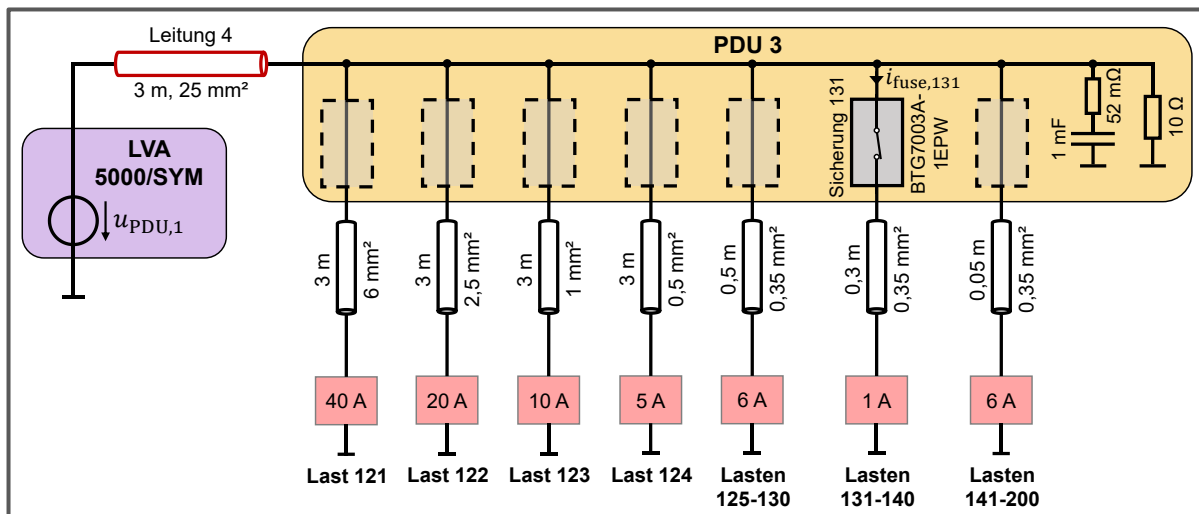 Leitung 4
3 m, 25 mm²
LVA
5000/SYM
u_PDU,1
PDU 3
i_fuse,131
Sicherung 131
BTG7003A-
1EPW
1 mF
52 mΩ
10 Ω
3 m
6 mm²
3 m
2,5 mm²
3 m
1 mm²
3 m
0,5 mm²
0,5 m
0,35 mm²
0,3 m
0,35 mm²
0,05 m
0,35 mm²
40 A
20 A
10 A
5 A
6 A
1 A
6 A
Last 121
Last 122
Last 123
Last 124
Lasten
125-130
Lasten
131-140
Lasten
141-200